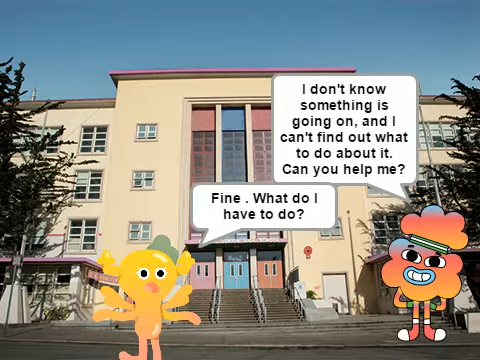 I don't know
something is
going on, and I
can't find out what
to do about it.
Can you help me?
Fine . What do I
have to do?